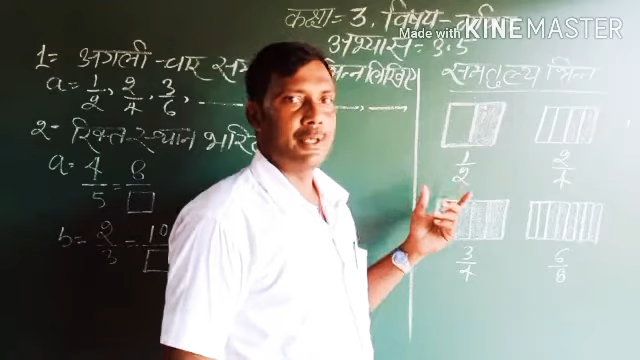 Made With KINEMASTER
कक्षा = 3. विषय -
अभ्यास = 3.5
1= अगली चार लिखिए
a= 1/2, 2/4, 3/6,
2= रिक्त स्थान
a= 4/5 = 8/□
b= 2/3 = 10/□
समतुल्य भिन्न
1/2 2/4
3/4 6/8